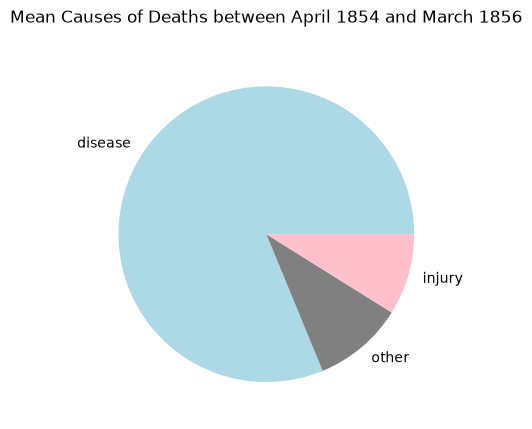 Mean Causes of Deaths between April 1854 and March 1856
disease
injury
other